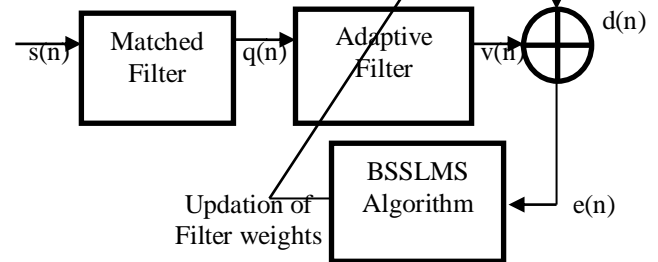 s(n)
Matched
Filter
q(n)
Adaptive
Filter
v(n)
d(n)
BSSLMS
Algorithm
e(n)
Updation of
Filter weights